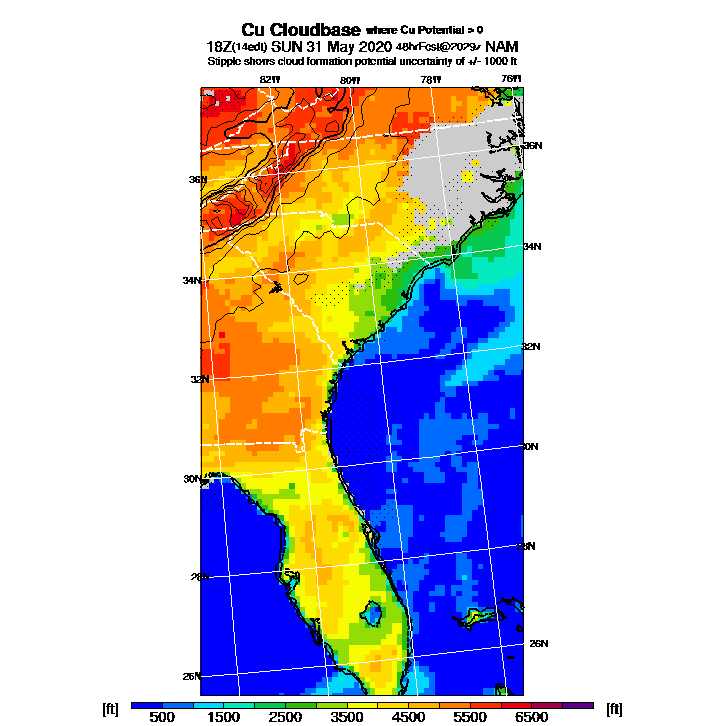 Cu Cloudbase where Cu Potential > 0
18Z(14edt) SUN 31 May 2020 NAM
Stipple shows cloud formation potential uncertainty of +/- 1000 ft
82W 80W 78W 76W
36N
36N
34N
34N
32N
32N
30N
30N
28N
28N
26N
26N
[ft] [ft]
500 1500 2500 3500 4500 5500 6500